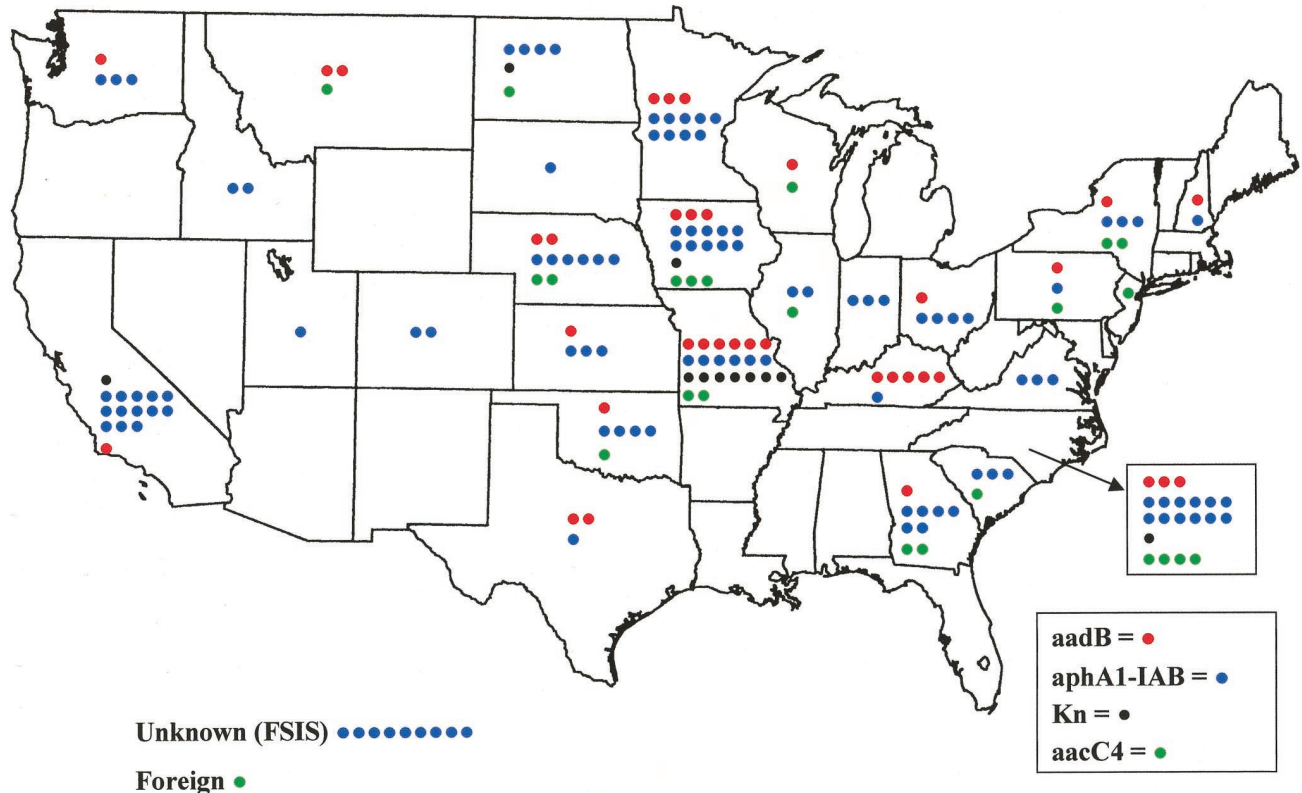 aadB =
aphA1-IAB =
Kn =
aacC4 =
Unknown (FSIS)
Foreign